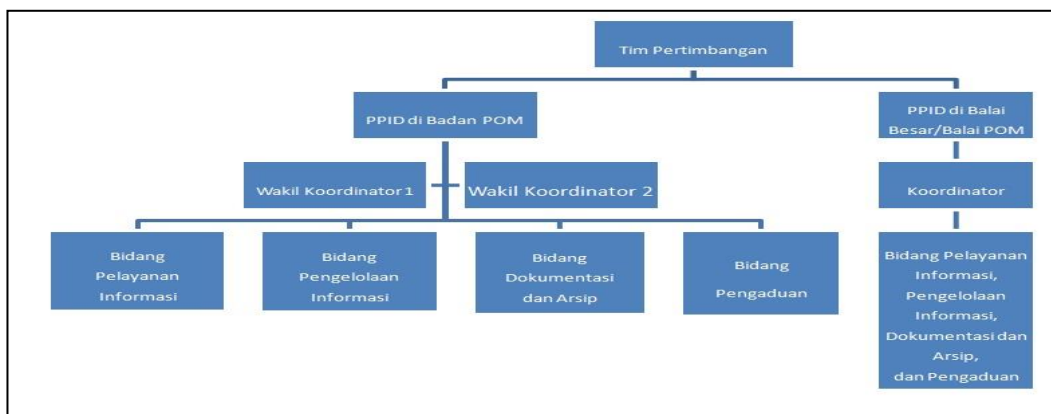 Tim Pertimbangan
PPID di Badan POM
PPID di Balai
Besar/Balai POM
Wakil Koordinator 1
Wakil Koordinator 2
Koordinator
Bidang
Pelayanan
Informasi
Bidang
Pengelolaan
Informasi
Bidang
Dokumentasi
dan Arsip
Bidang
Pengaduan
Bidang Pelayanan
Informasi,
Pengelolaan
Informasi,
Dokumentasi dan
Arsip,
dan Pengaduan